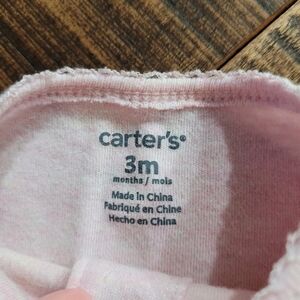 carter's®
3m
months / mois
Made in China
Fabriqué en Chine
Hecho en China